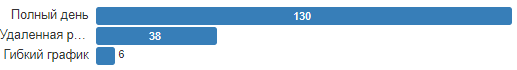 Полный день 130
Удаленная р... 38
Гибкий график 6